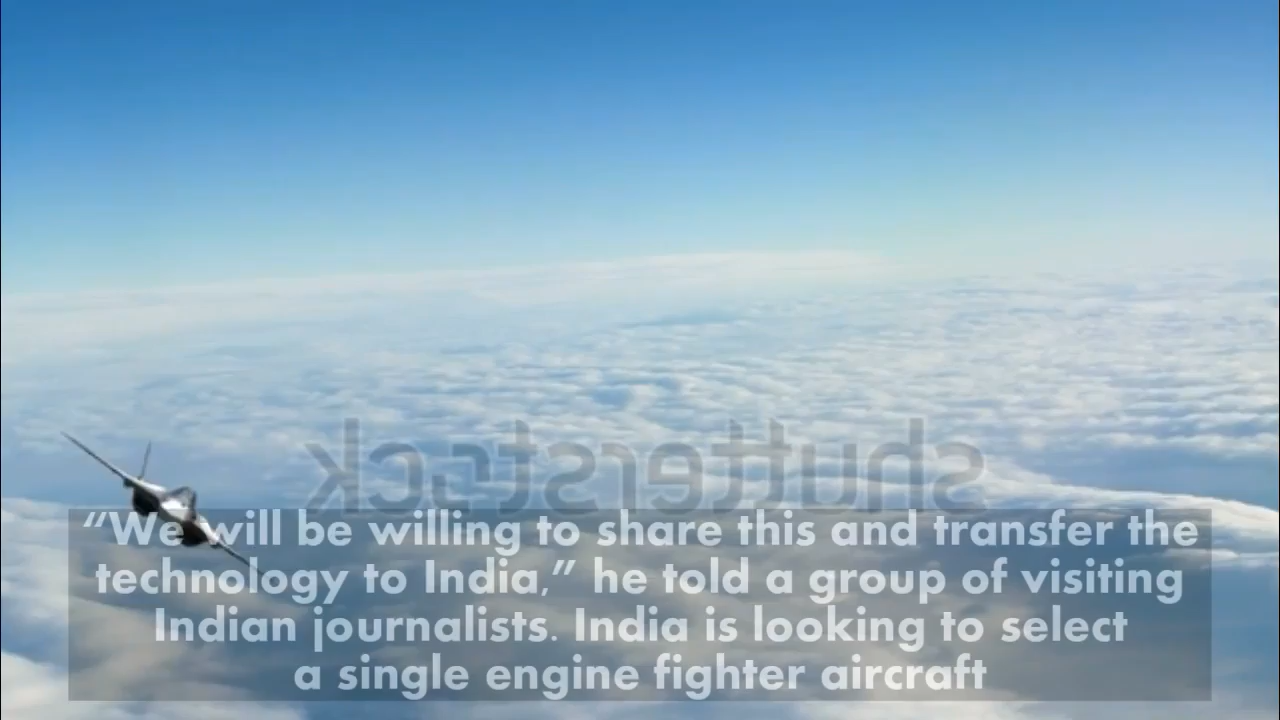 shutterstock
“We will be willing to share this and transfer the
technology to India,” he told a group of visiting
Indian journalists. India is looking to select
a single engine fighter aircraft